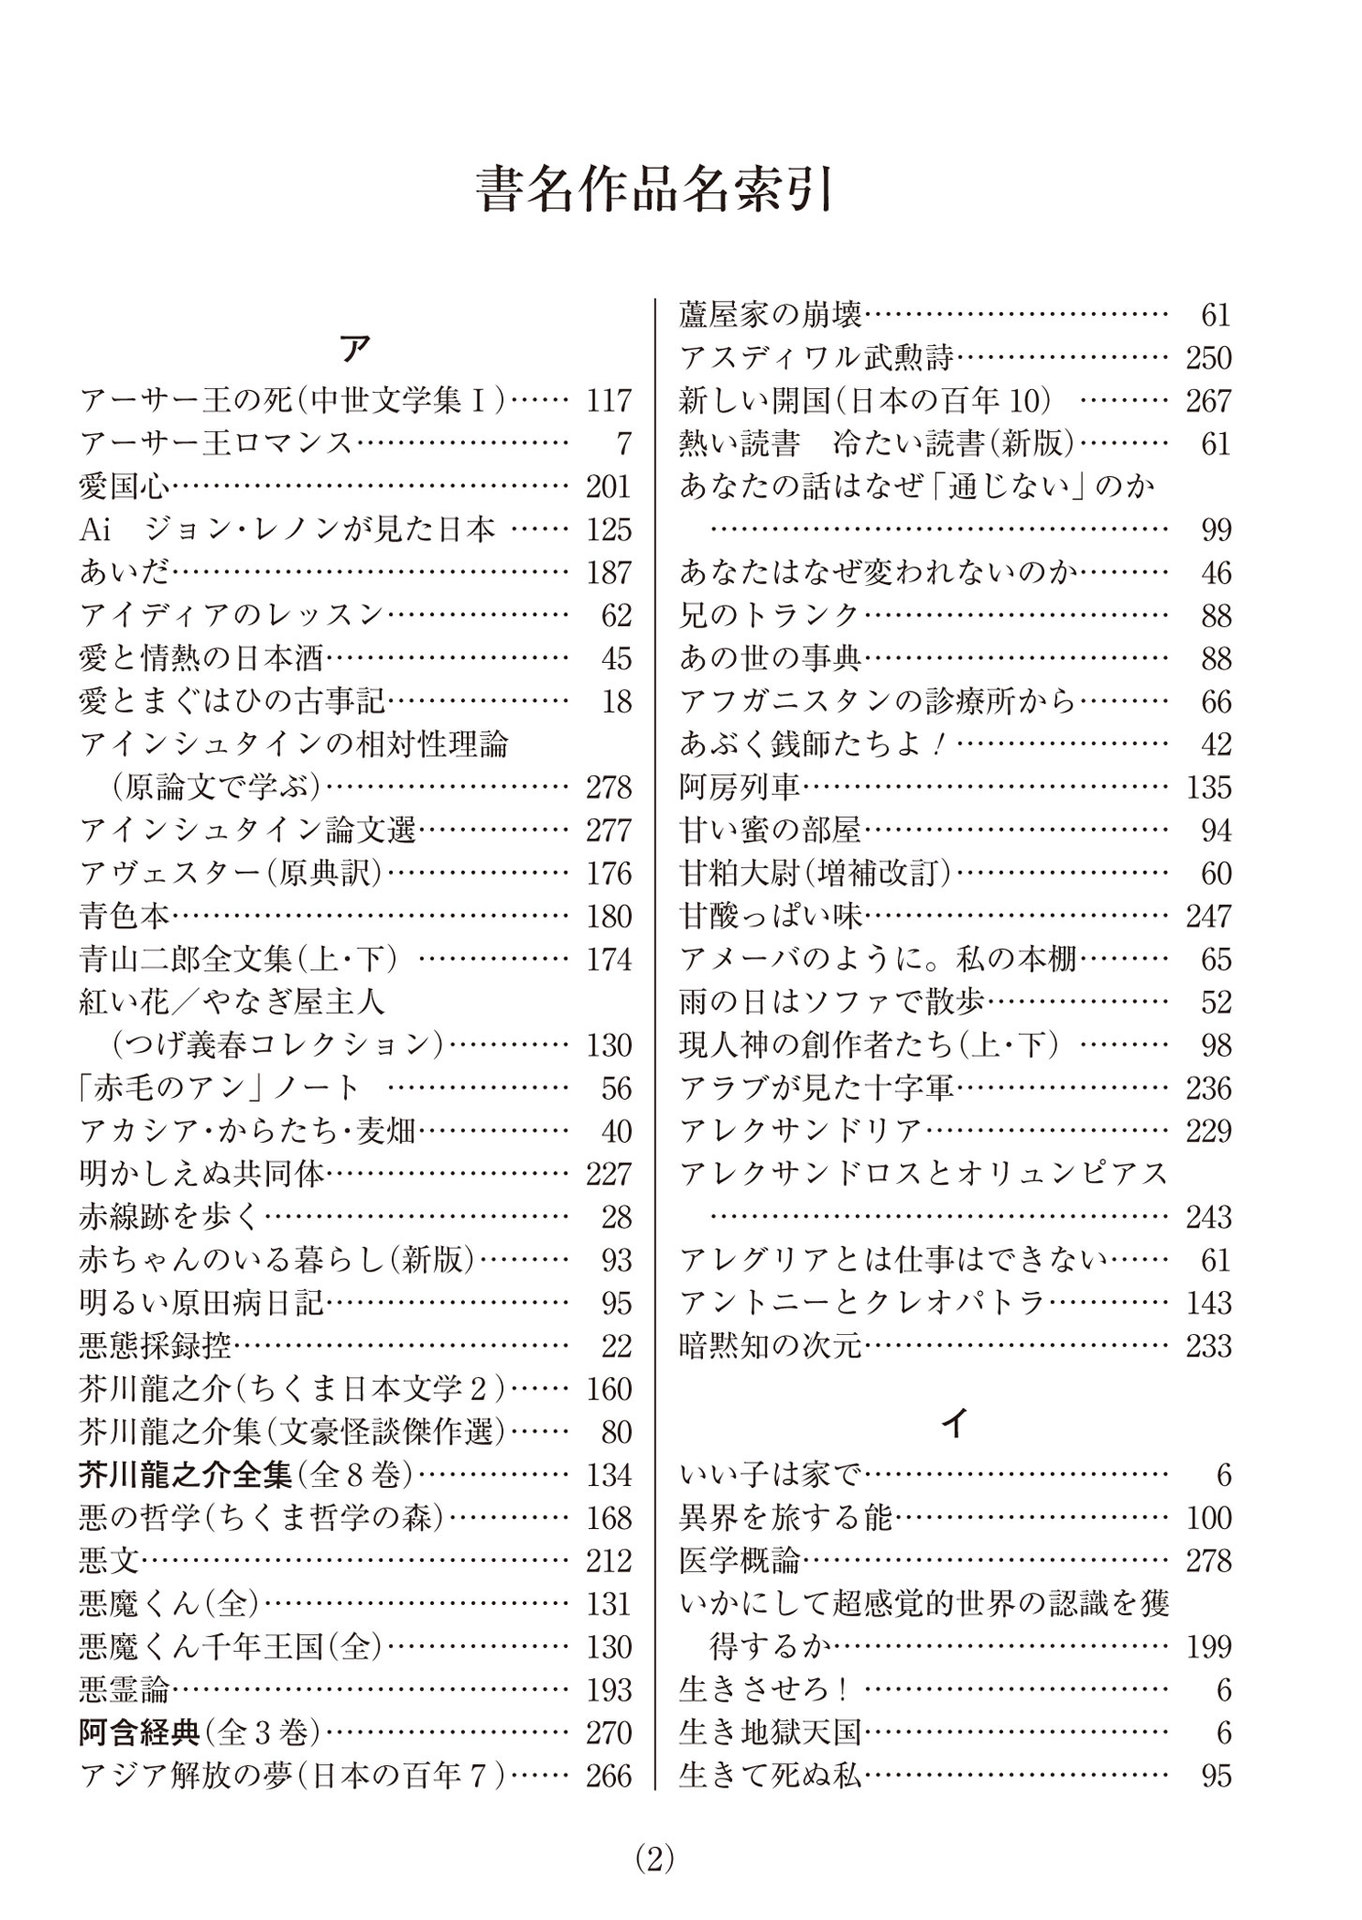 書名作品名索引
ア
アーサー王の死（中世文学集Ⅰ）…… 117
アーサー王ロマンス………………… 7
愛国心………………………………… 201
Ai　ジョン・レノンが見た日本 …… 125
あいだ………………………………… 187
アイディアのレッスン……………… 62
愛と情熱の日本酒…………………… 45
愛とまぐはひの古事記……………… 18
アインシュタインの相対性理論
（原論文で学ぶ）…………………… 278
アインシュタイン論文選…………… 277
アヴェスター（原典訳）……………… 176
青色本………………………………… 180
青山二郎全文集（上・下） …………… 174
紅い花／やなぎ屋主人
（つげ義春コレクション）………… 130
「赤毛のアン」ノート ……………… 56
アカシア・からたち・麦畑…………… 40
明かしえぬ共同体…………………… 227
赤線跡を歩く………………………… 28
赤ちゃんのいる暮らし（新版）……… 93
明るい原田病日記…………………… 95
悪態採録控…………………………… 22
芥川龍之介（ちくま日本文学２）…… 160
芥川龍之介集（文豪怪談傑作選）…… 80
芥川龍之介全集（全８巻）…………… 134
悪の哲学（ちくま哲学の森）………… 168
悪文…………………………………… 212
悪魔くん（全）………………………… 131
悪魔くん千年王国（全）……………… 130
悪霊論………………………………… 193
阿含経典（全３巻）…………………… 270
アジア解放の夢（日本の百年７）…… 266
蘆屋家の崩壊………………………… 61
アスディワル武勲詩………………… 250
新しい開国（日本の百年10） ……… 267
熱い読書　冷たい読書（新版）……… 61
あなたの話はなぜ「通じない」のか
……………………………………… 99
あなたはなぜ変われないのか……… 46
兄のトランク………………………… 88
あの世の事典………………………… 88
アフガニスタンの診療所から……… 66
あぶく銭師たちよ！………………… 42
阿房列車……………………………… 135
甘い蜜の部屋………………………… 94
甘粕大尉（増補改訂）………………… 60
甘酸っぱい味………………………… 247
アメーバのように。私の本棚……… 65
雨の日はソファで散歩……………… 52
現人神の創作者たち（上・下） ……… 98
アラブが見た十字軍………………… 236
アレクサンドリア…………………… 229
アレクサンドロスとオリュンピアス
……………………………………… 243
アレグリアとは仕事はできない…… 61
アントニーとクレオパトラ………… 143
暗黙知の次元………………………… 233
イ
いい子は家で………………………… 6
異界を旅する能……………………… 100
医学概論……………………………… 278
いかにして超感覚的世界の認識を獲
得するか…………………………… 199
生きさせろ！ ………………………… 6
生き地獄天国………………………… 6
生きて死ぬ私………………………… 95
（2）